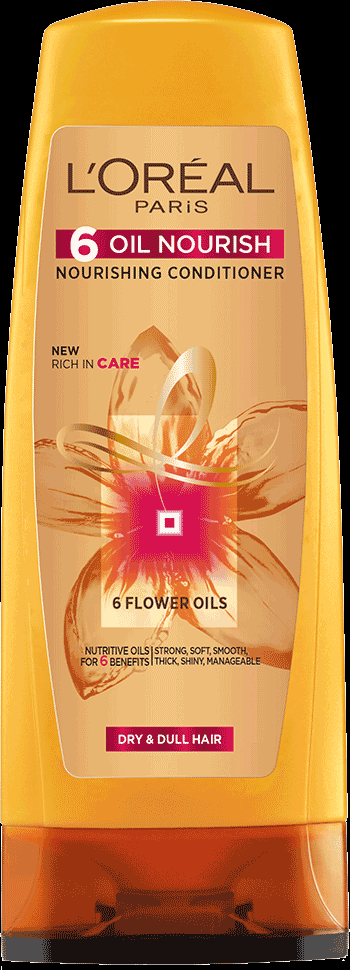 L'ORÉAL
PARiS
6 OIL NOURISH
NOURISHING CONDITIONER
NEW
RICH IN CARE
6 FLOWER OILS
NUTRITIVE OILS | STRONG, SOFT, SMOOTH,
FOR 6 BENEFITS | THICK, SHINY, MANAGEABLE
DRY & DULL HAIR